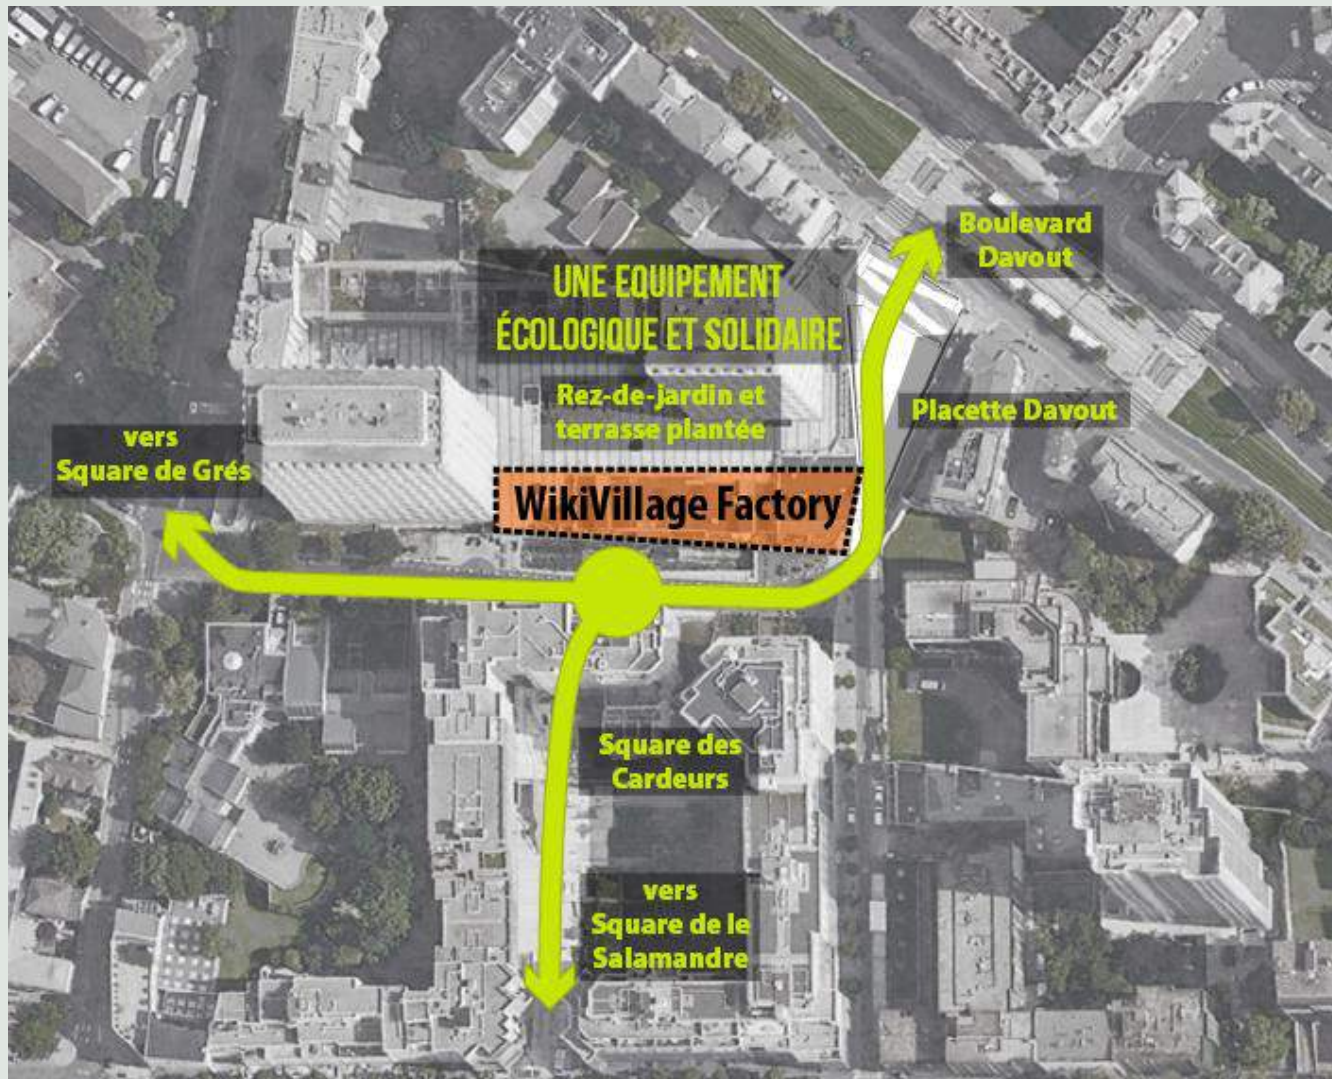 Boulevard
Davout
UNE EQUIPEMENT
ÉCOLOGIQUE ET SOLIDAIRE
Rez-de-jardin et
terrasse plantée
Placette Davout
vers
Square de Grés
WikiVillage Factory
Square des
Cardeurs
vers
Square de le
Salamandre